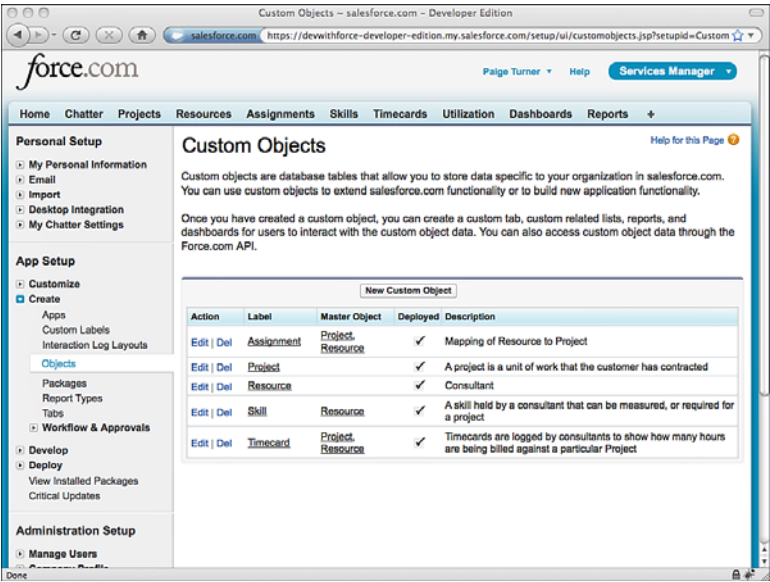 Custom Objects ~ salesforce.com - Developer Edition
salesforce.com https://devwithforce-developer-edition.my.salesforce.com/setup/ui/customobjects.jsp?setupid=Custom
force.com
Paige Turner Help Services Manager
Home Chatter Projects Resources Assignments Skills Timecards Utilization Dashboards Reports +
Personal Setup
My Personal Information
Email
Import
Desktop Integration
My Chatter Settings
App Setup
Customize
Create
Apps
Custom Labels
Interaction Log Layouts
Objects
Packages
Report Types
Tabs
Workflow & Approvals
Develop
Deploy
View Installed Packages
Critical Updates
Administration Setup
Manage Users
Company Profile
Custom Objects
Help for this Page ?
Custom objects are database tables that allow you to store data specific to your organization in salesforce.com.
You can use custom objects to extend salesforce.com functionality or to build new application functionality.
Once you have created a custom object, you can create a custom tab, custom related lists, reports, and
dashboards for users to interact with the custom object data. You can also access custom object data through the
Force.com API.
New Custom Object
Action Label Master Object Deployed Description
Edit | Del Assignment Project, Resource ✓ Mapping of Resource to Project
Edit | Del Project ✓ A project is a unit of work that the customer has contracted
Edit | Del Resource ✓ Consultant
Edit | Del Skill Resource ✓ A skill held by a consultant that can be measured, or required for
a project
Edit | Del Timecard Project, Resource ✓ Timecards are logged by consultants to show how many hours
are being billed against a particular Project
Done